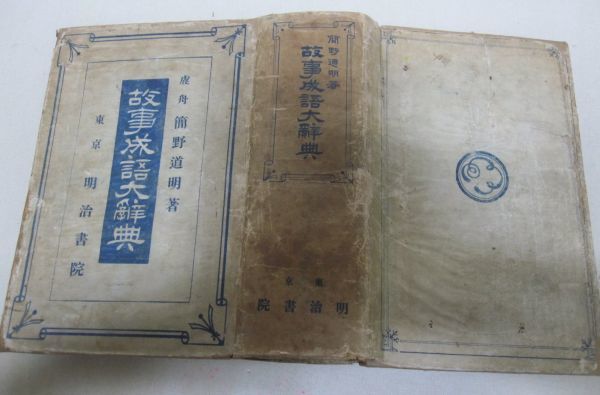 虚舟 簡野道明著
故事成語大辭典
東京 明治書院
簡野道明著
故事成語大辭典
東京
明治書院